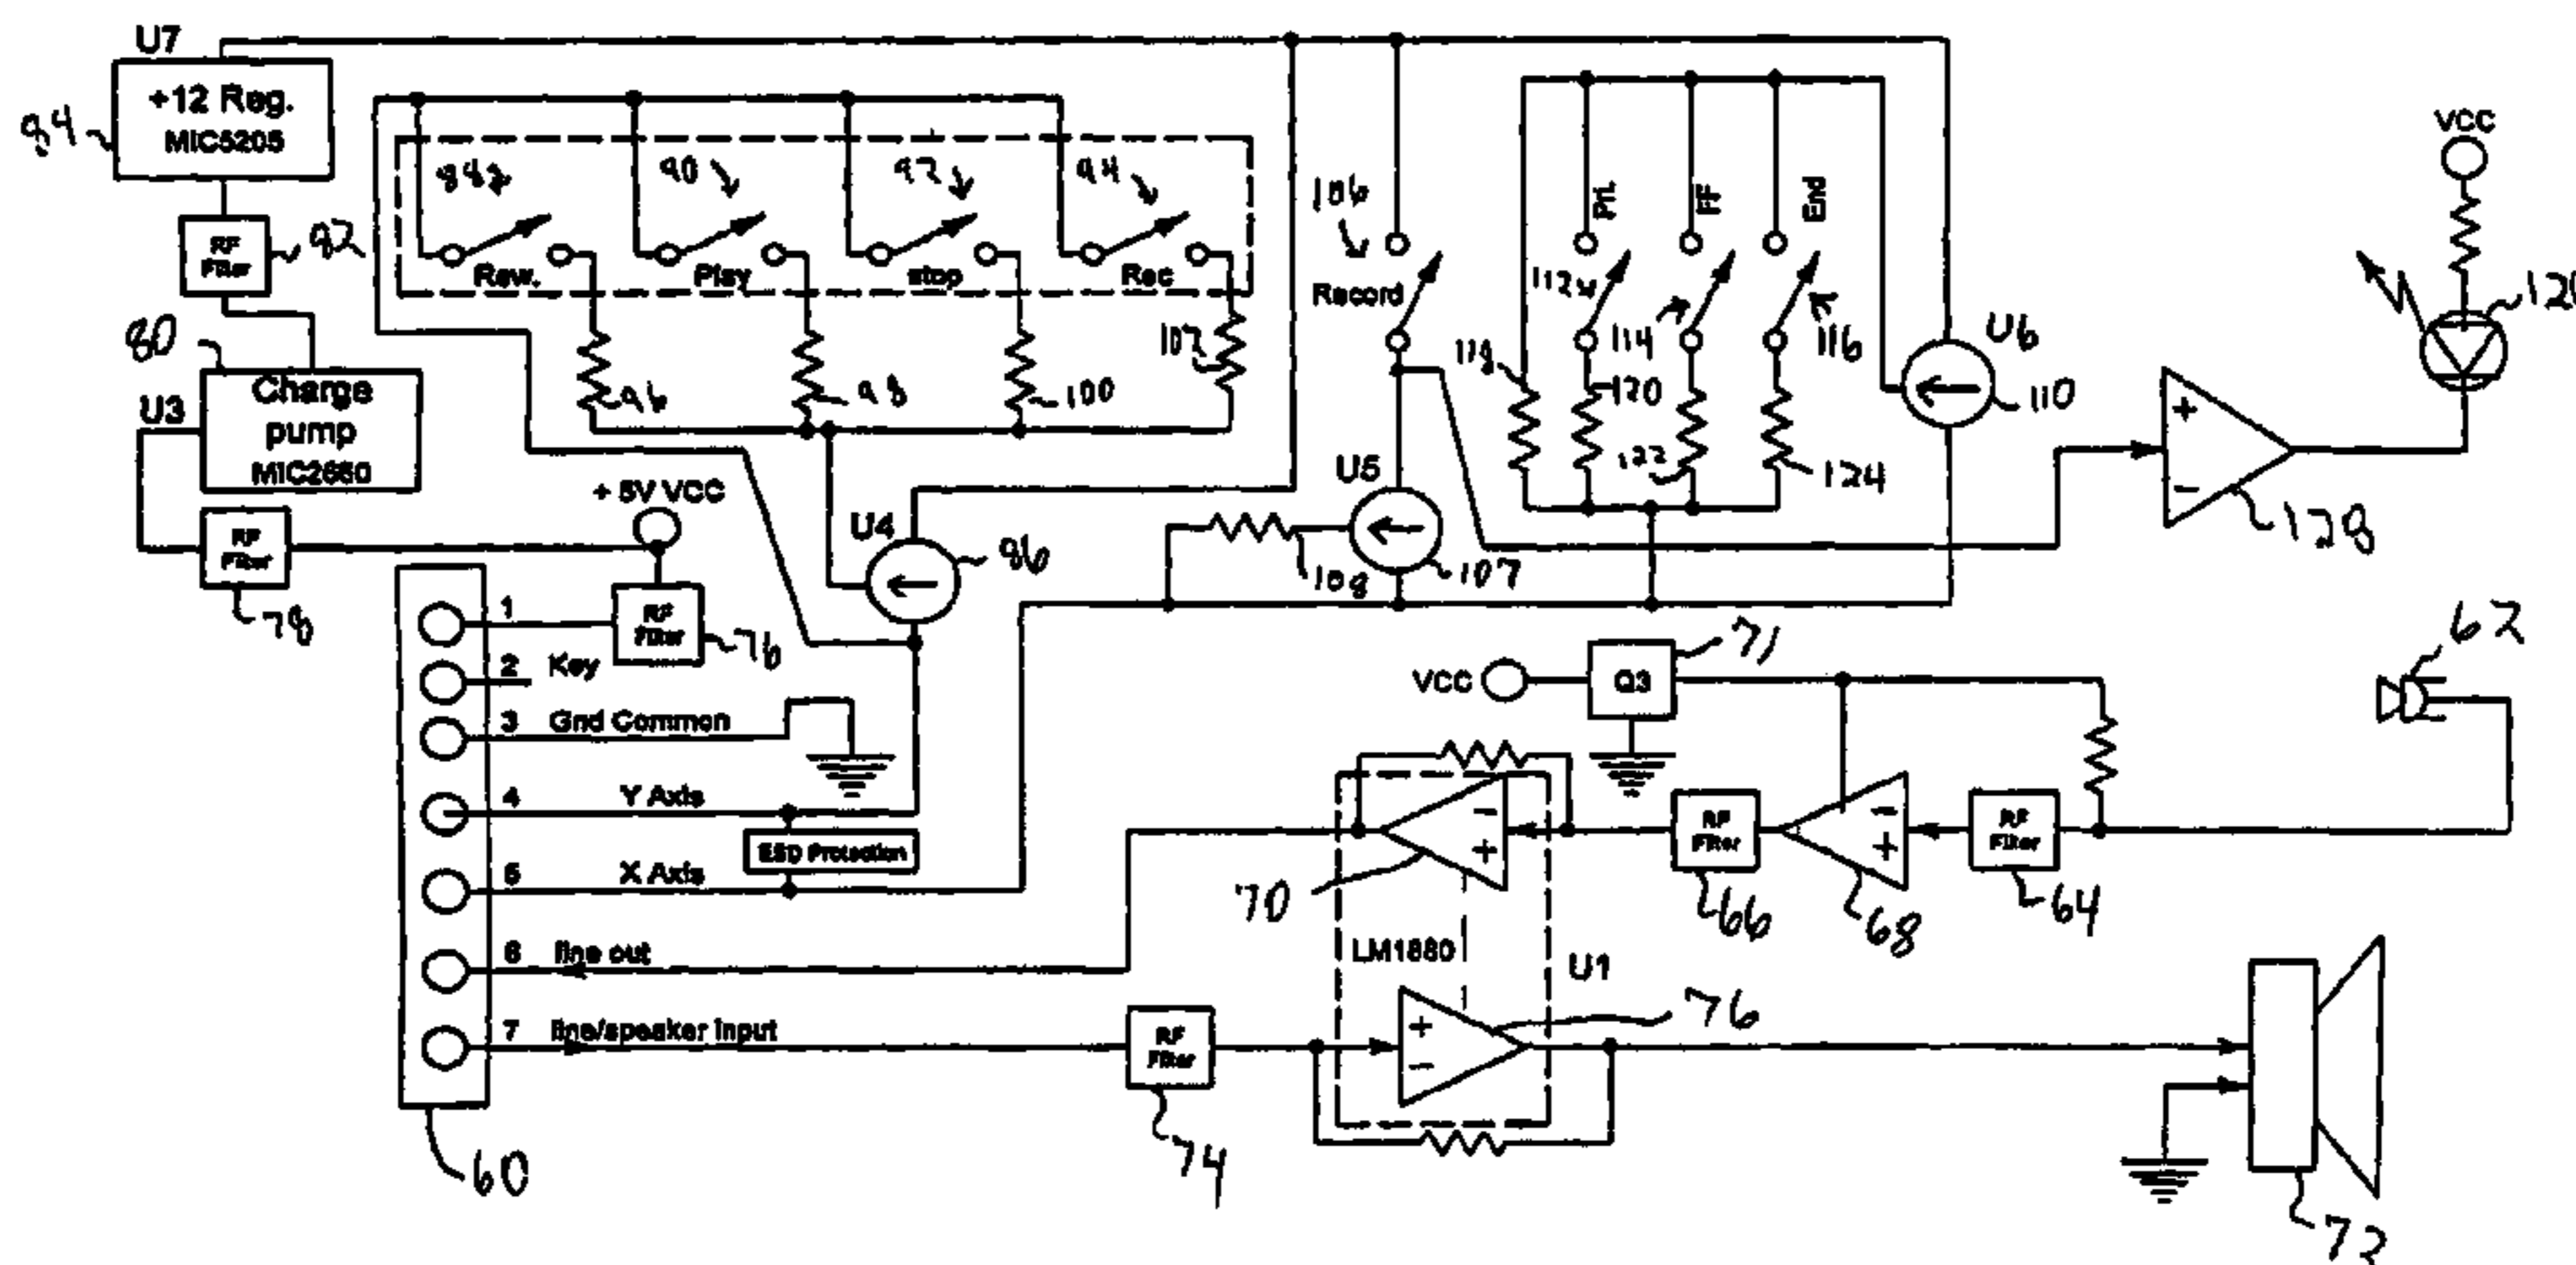 U7
+12 Reg.
MIC5205
84
RF
Filter
82
80
Charge
pump
MIC2660
U3
RF
Filter
78
+ 5V VCC
RF
Filter
76
88
90
92
94
Rew.
Play
stop
Rec
96
98
100
102
U4
86
106
Record
U5
107
108
Pri.
FF
End
112
114
116
118
120
122
124
U6
110
VCC
128
1 
2 Key
3 Gnd Common
4 Y Axis
ESD Protection
5 X Axis
6 line out
7 line/speaker input
60
VCC
Q3
71
62
RF
Filter
66
+
-
68
RF
Filter
64
-
+
70
LM1880
U1
+
-
76
RF
Filter
74
72
+
-